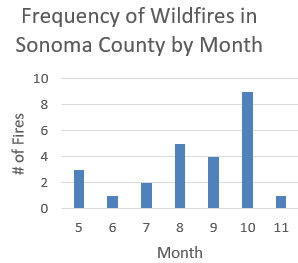 Frequency of Wildfires in
Sonoma County by Month
10
8
6
4
2
0
# of Fires
5 6 7 8 9 10 11
Month